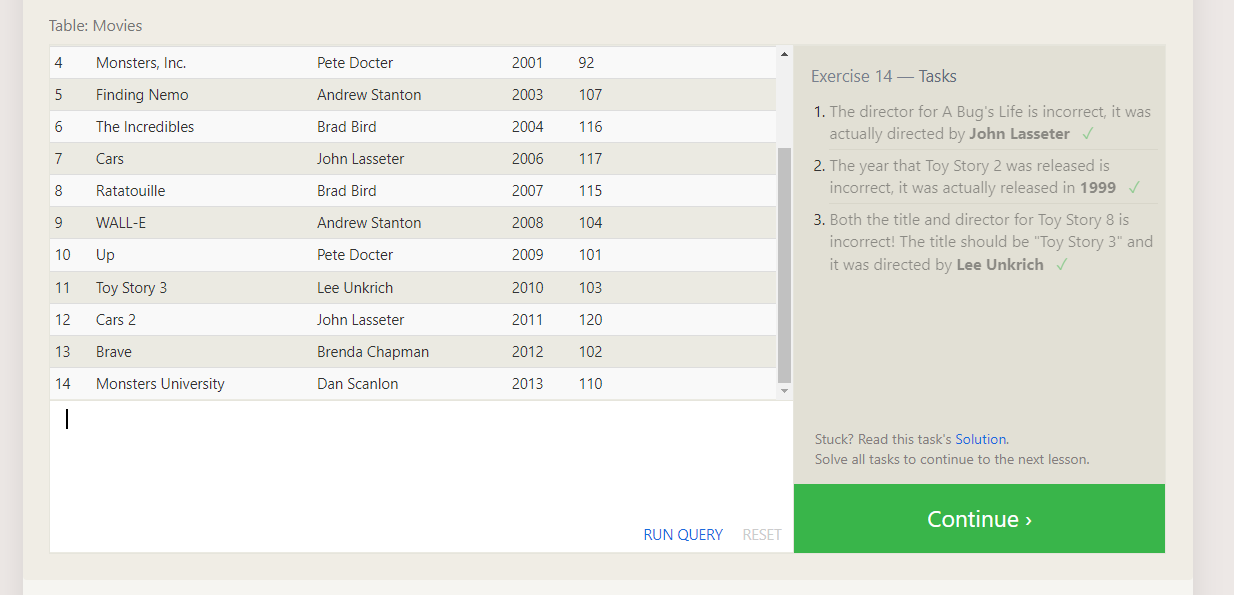 Table: Movies
4 Monsters, Inc. Pete Docter 2001 92
5 Finding Nemo Andrew Stanton 2003 107
6 The Incredibles Brad Bird 2004 116
7 Cars John Lasseter 2006 117
8 Ratatouille Brad Bird 2007 115
9 WALL-E Andrew Stanton 2008 104
10 Up Pete Docter 2009 101
11 Toy Story 3 Lee Unkrich 2010 103
12 Cars 2 John Lasseter 2011 120
13 Brave Brenda Chapman 2012 102
14 Monsters University Dan Scanlon 2013 110
RUN QUERY RESET
Exercise 14 — Tasks
1. The director for A Bug's Life is incorrect, it was
actually directed by John Lasseter ✓
2. The year that Toy Story 2 was released is
incorrect, it was actually released in 1999 ✓
3. Both the title and director for Toy Story 8 is
incorrect! The title should be "Toy Story 3" and
it was directed by Lee Unkrich ✓
Stuck? Read this task's Solution.
Solve all tasks to continue to the next lesson.
Continue ›